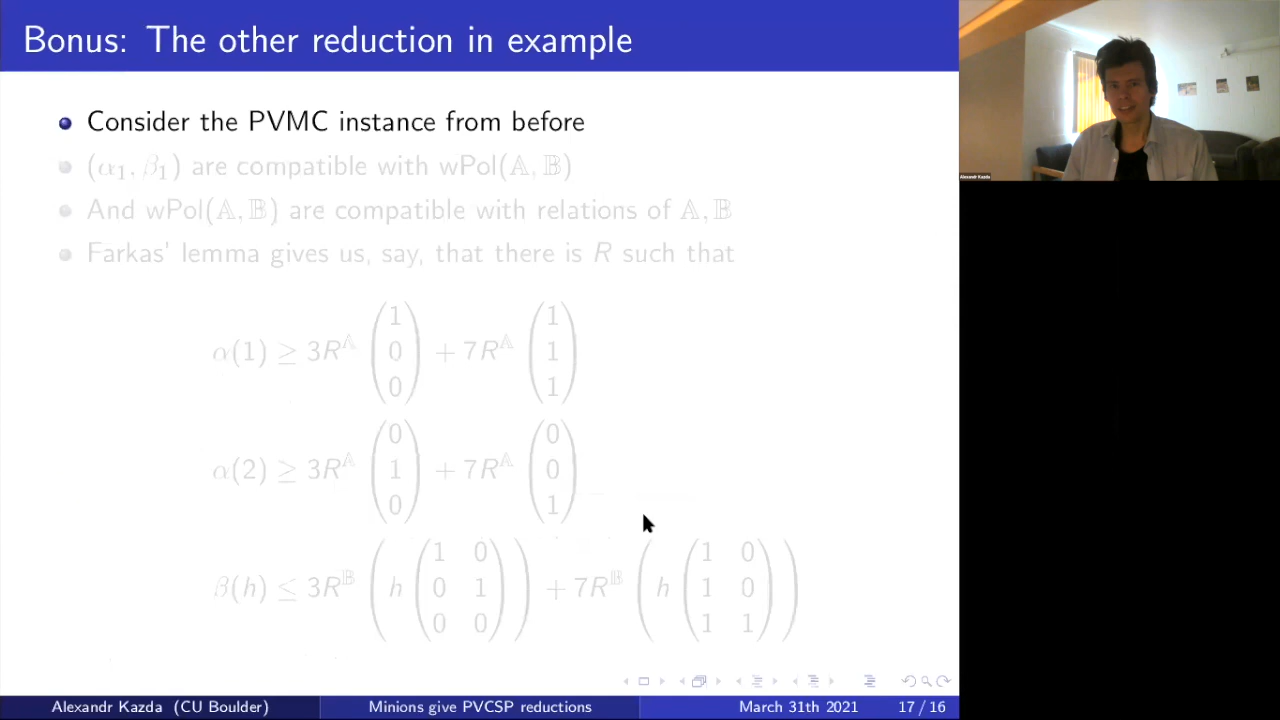 Bonus: The other reduction in example
Consider the PVMC instance from before
(α₁, β₁) are compatible with wPol(𝔸, 𝔹)
And wPol(𝔸, 𝔹) are compatible with relations of 𝔸, 𝔹
Farkas' lemma gives us, say, that there is R such that
α(1) ≥ 3R^𝔸 (1 0 0) + 7R^𝔸 (1 1 1)
α(2) ≥ 3R^𝔸 (0 1 0) + 7R^𝔸 (0 0 1)
β(h) ≤ 3R^𝔹 (h (1 0 0 1 0 0)) + 7R^𝔹 (h (1 0 1 0 1 1))
Alexandr Kazda (CU Boulder) Minions give PVCSP reductions March 31th 2021 17 / 16
Alexandr Kazda